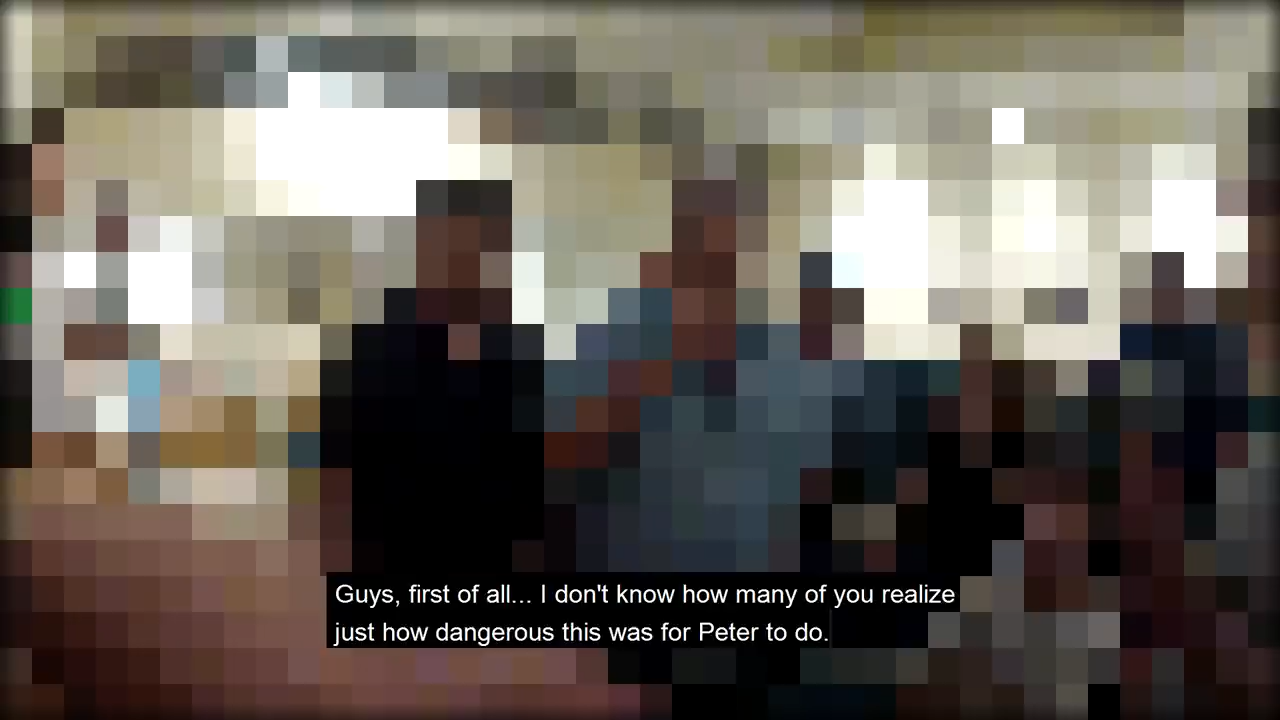 Guys, first of all... I don't know how many of you realize
just how dangerous this was for Peter to do.